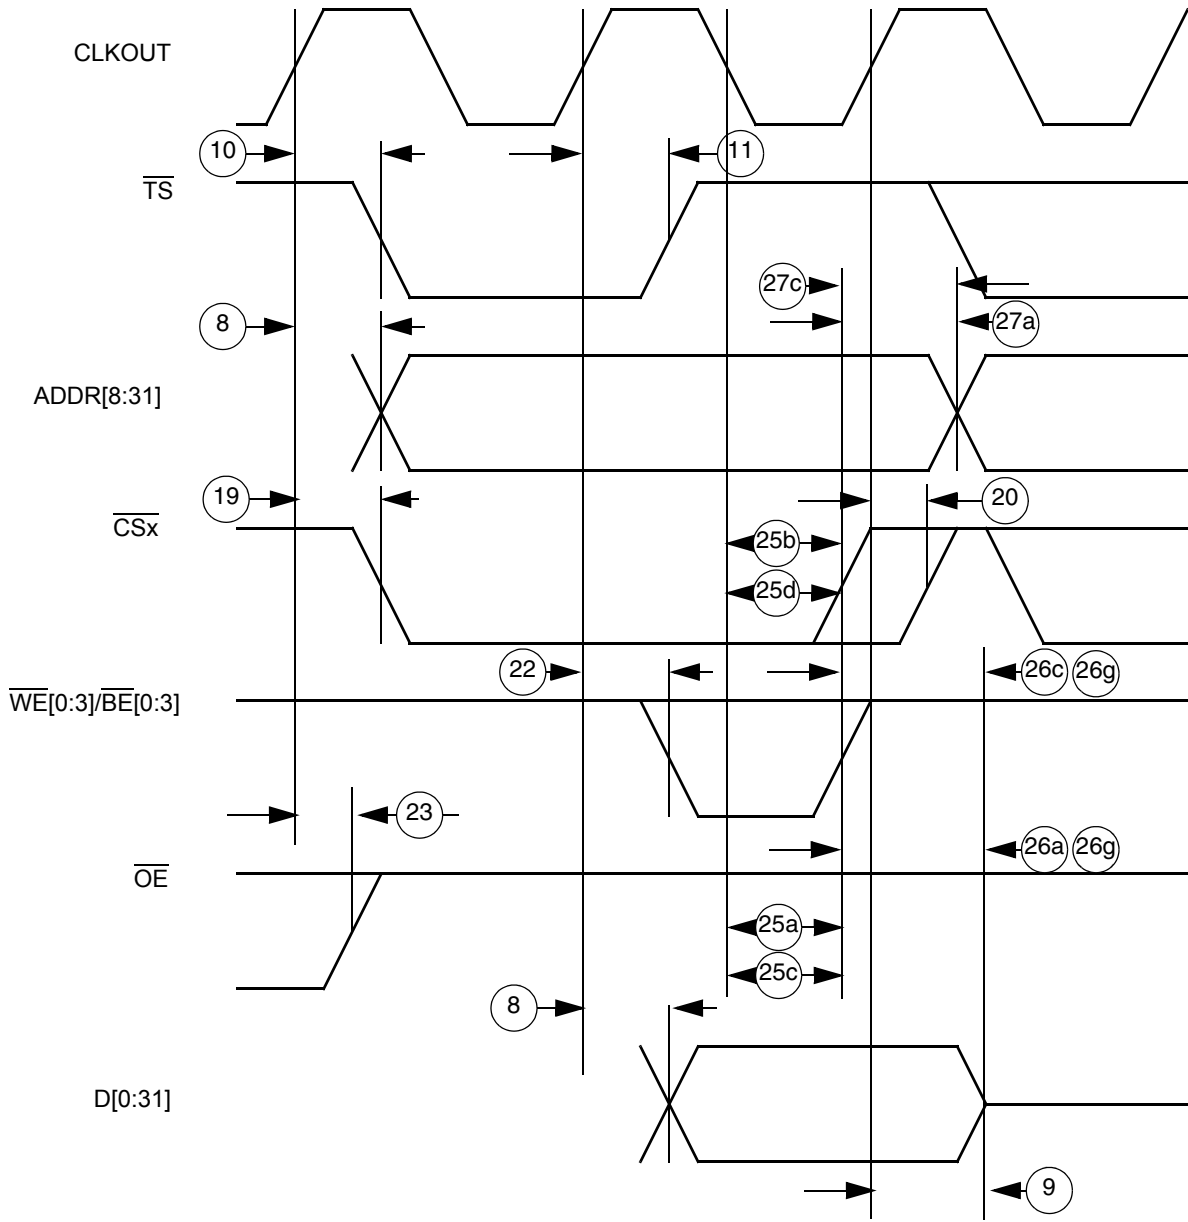 CLKOUT
10 11
TS
27c
8 27a
ADDR[8:31]
19 20
CSx
25b
25d
22 26c 26g
WE[0:3]/BE[0:3]
23
26a 26g
OE
25a
25c
8
D[0:31]
9